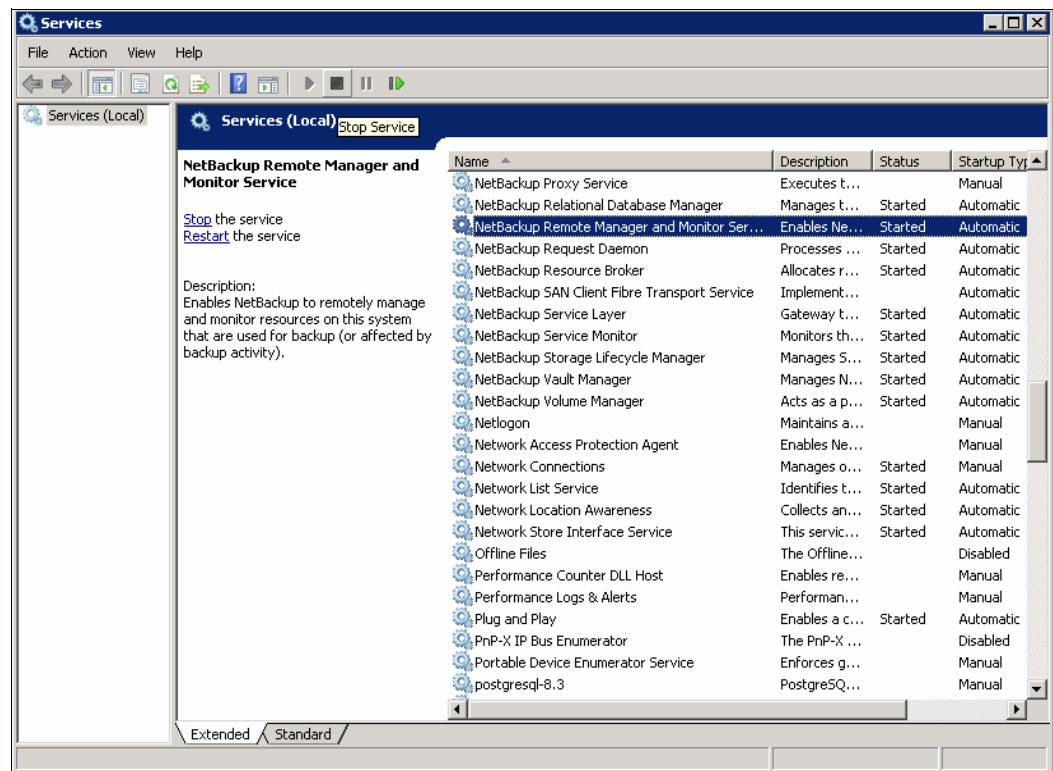 Services
File Action View Help
Services (Local)
Services (Local)
Stop Service
NetBackup Remote Manager and
Monitor Service
Stop the service
Restart the service
Description:
Enables NetBackup to remotely manage
and monitor resources on this system
that are used for backup (or affected by
backup activity).
Name Description Status Startup Typ
NetBackup Proxy Service Executes t... Manual
NetBackup Relational Database Manager Manages t... Started Automatic
NetBackup Remote Manager and Monitor Ser... Enables Ne... Started Automatic
NetBackup Request Daemon Processes ... Started Automatic
NetBackup Resource Broker Allocates r... Started Automatic
NetBackup SAN Client Fibre Transport Service Implement... Automatic
NetBackup Service Layer Gateway t... Started Automatic
NetBackup Service Monitor Monitors th... Started Automatic
NetBackup Storage Lifecycle Manager Manages S... Started Automatic
NetBackup Vault Manager Manages N... Started Automatic
NetBackup Volume Manager Acts as a p... Started Automatic
Netlogon Maintains a... Manual
Network Access Protection Agent Enables Ne... Manual
Network Connections Manages o... Started Manual
Network List Service Identifies t... Started Automatic
Network Location Awareness Collects an... Started Automatic
Network Store Interface Service This servic... Started Automatic
Offline Files The Offline... Disabled
Performance Counter DLL Host Enables re... Manual
Performance Logs & Alerts Performan... Manual
Plug and Play Enables a c... Started Automatic
PnP-X IP Bus Enumerator The PnP-X ... Disabled
Portable Device Enumerator Service Enforces g... Manual
postgresql-8.3 PostgreSQ... Manual
Extended Standard